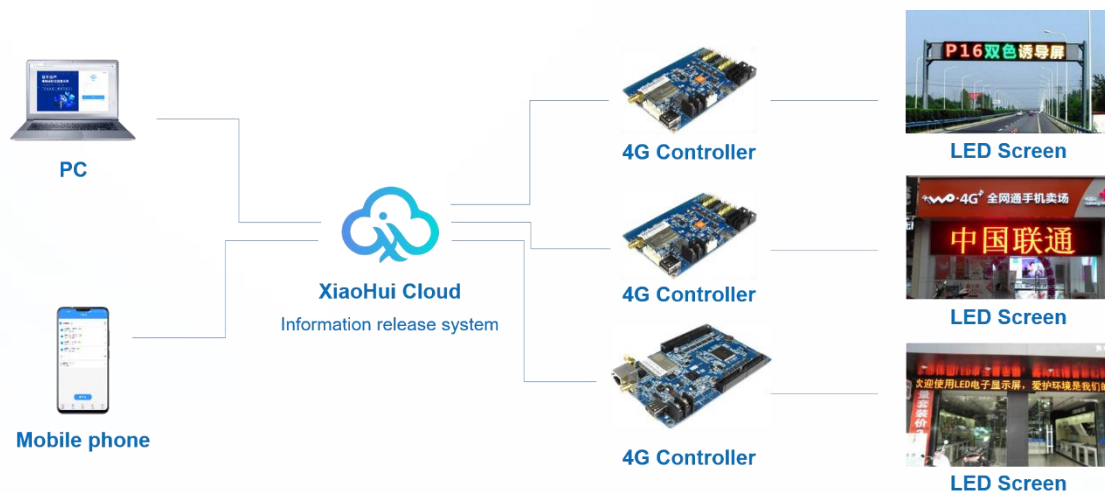 PC
Mobile phone
XiaoHui Cloud
Information release system
4G Controller
4G Controller
4G Controller
P16双色诱导屏
LED Screen
4G 全网通手机卖场
中国联通
LED Screen
欢迎使用LED电子显示屏,爱护环境是我们的
LED Screen